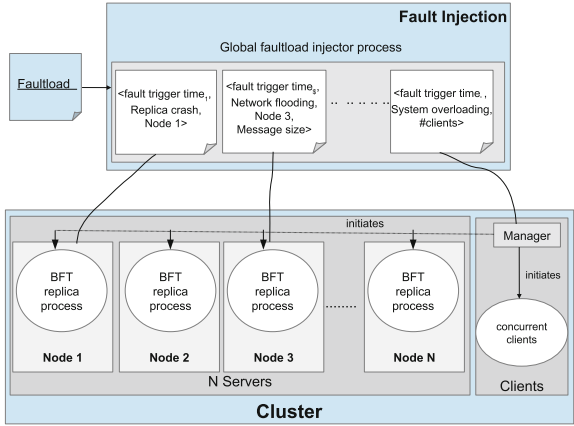 Fault Injection
Global faultload injector process
Faultload
<fault trigger time1,
Replica crash,
Node 1>
<fault trigger time§,
Network flooding,
Node 3,
Message size>
.. .. .. .. ..
<fault trigger time..,
System overloading,
#clients>
initiates
Manager
initiates
BFT
replica
process
Node 1
BFT
replica
process
Node 2
BFT
replica
process
Node 3
........
BFT
replica
process
Node N
concurrent
clients
N Servers
Clients
Cluster